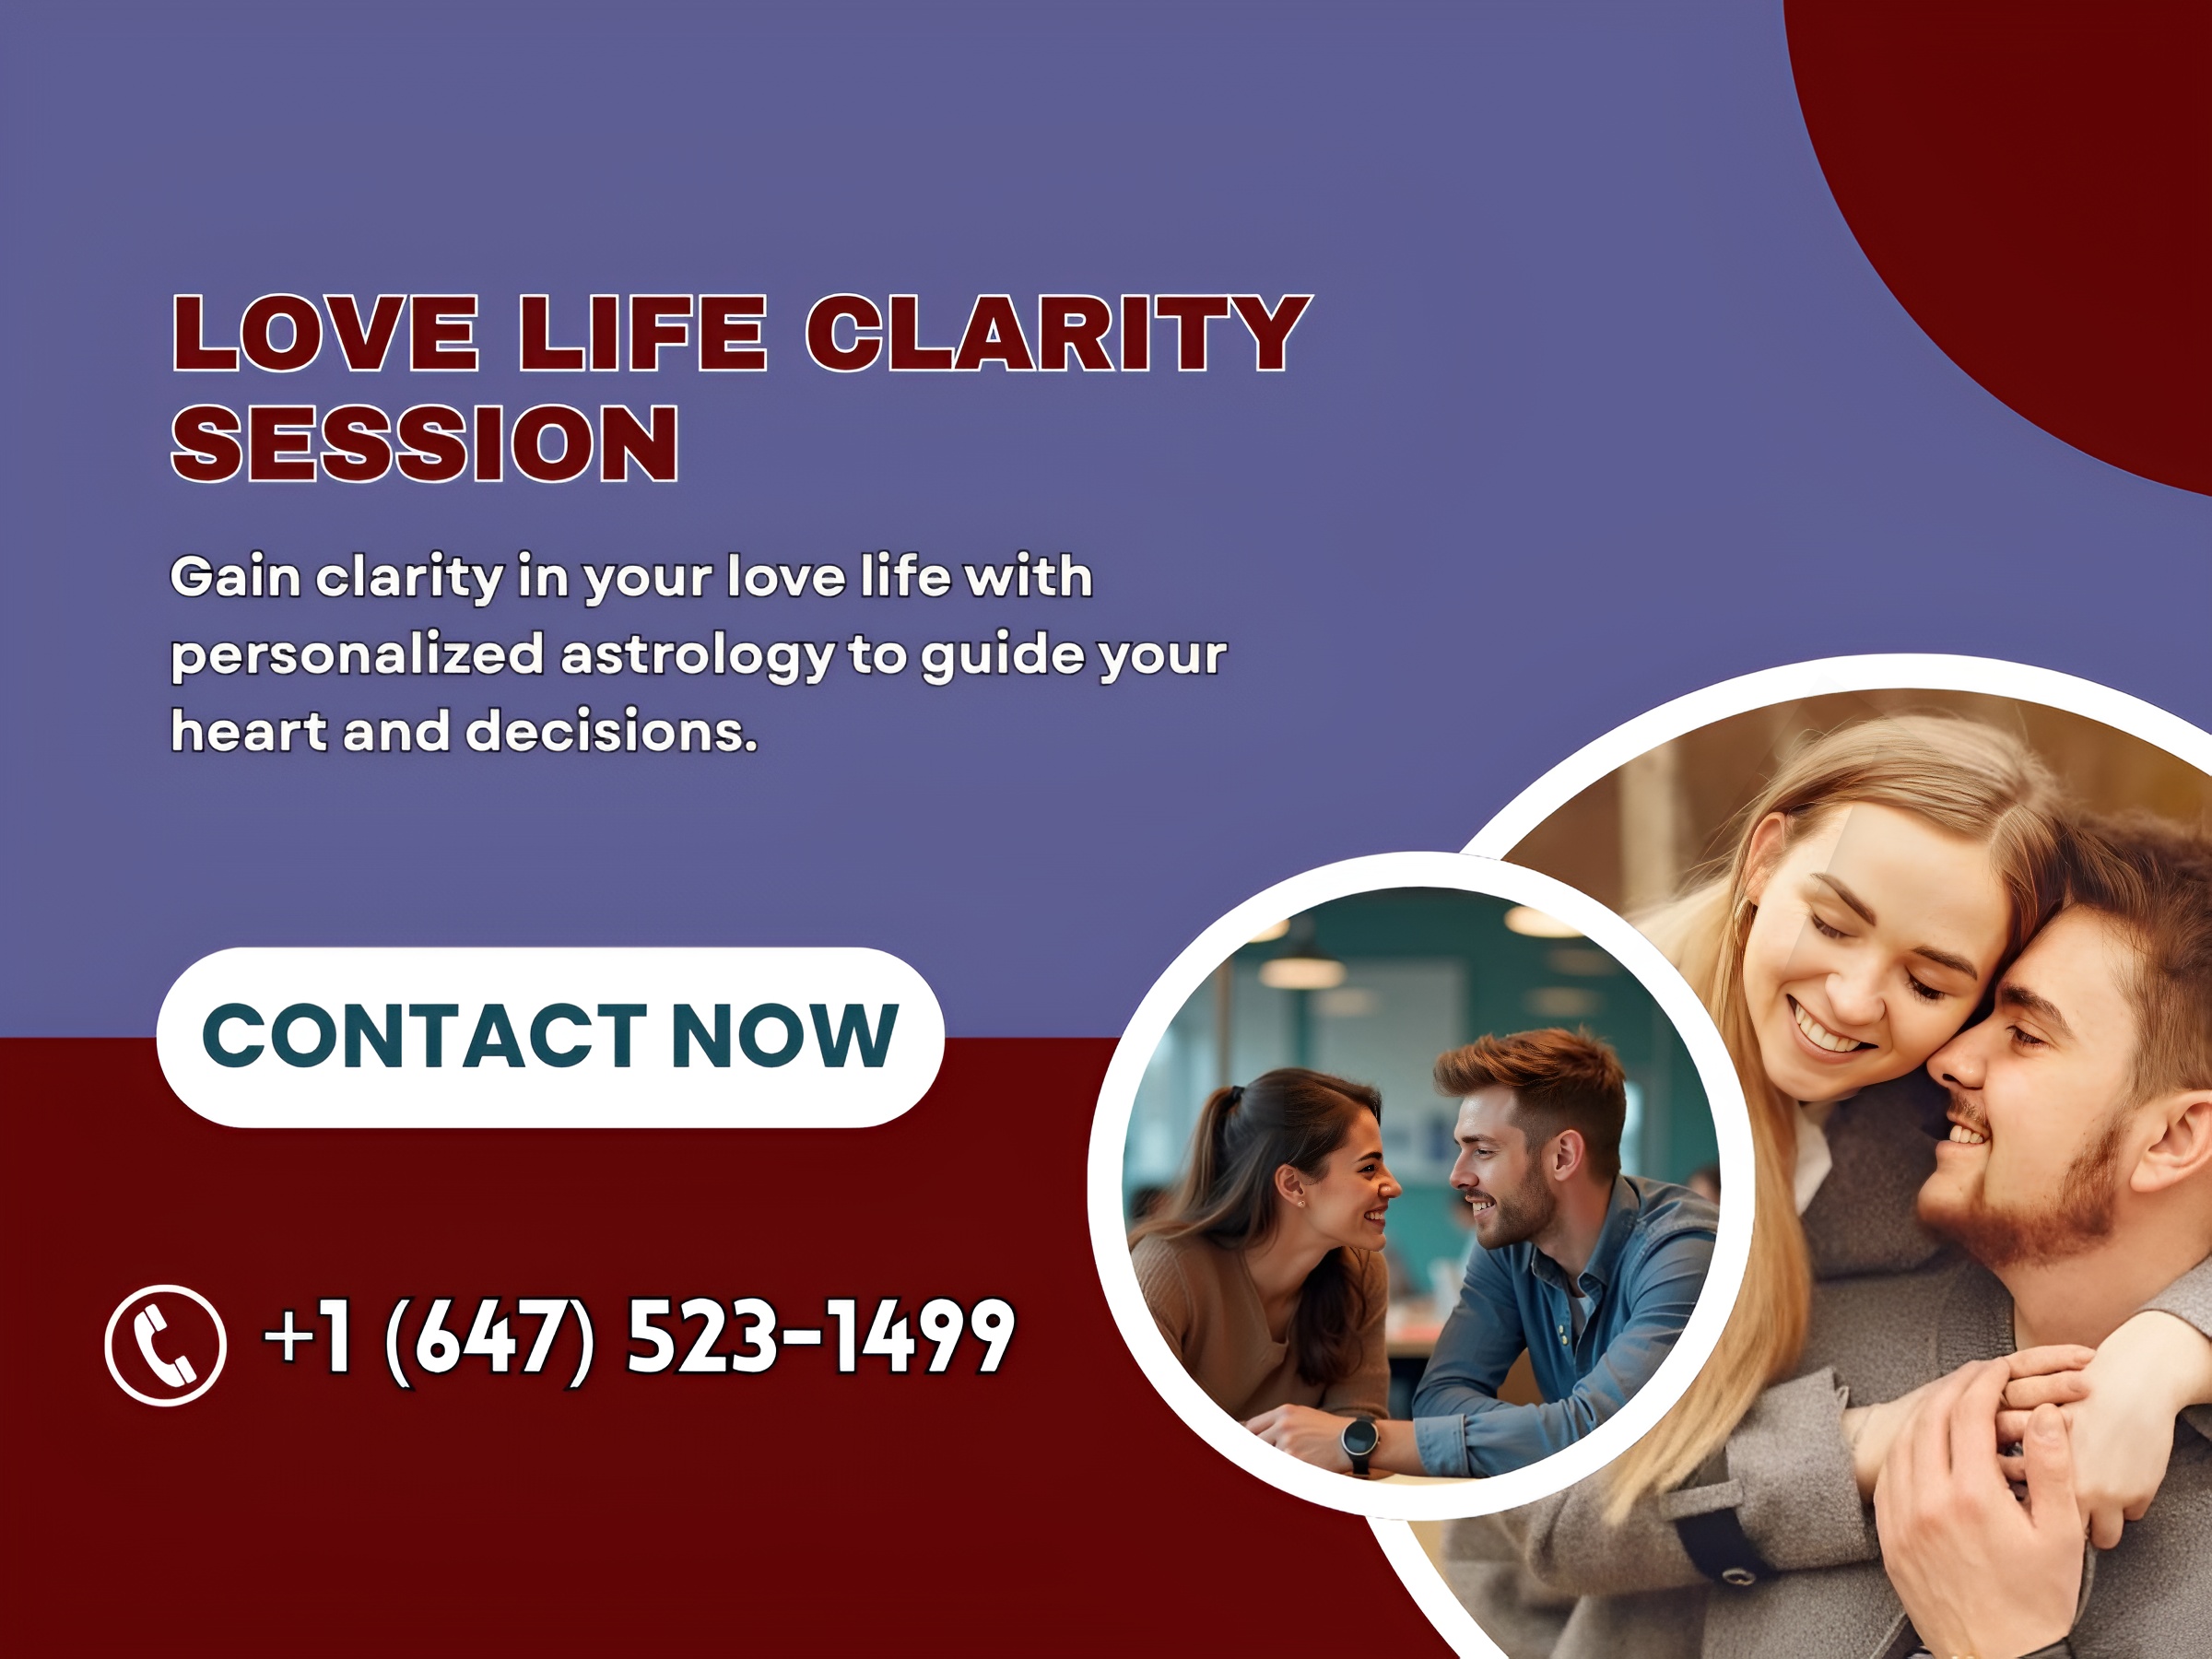 LOVE LIFE CLARITY
SESSION
Gain clarity in your love life with
personalized astrology to guide your
heart and decisions.
CONTACT NOW
+1 (647) 523-1499